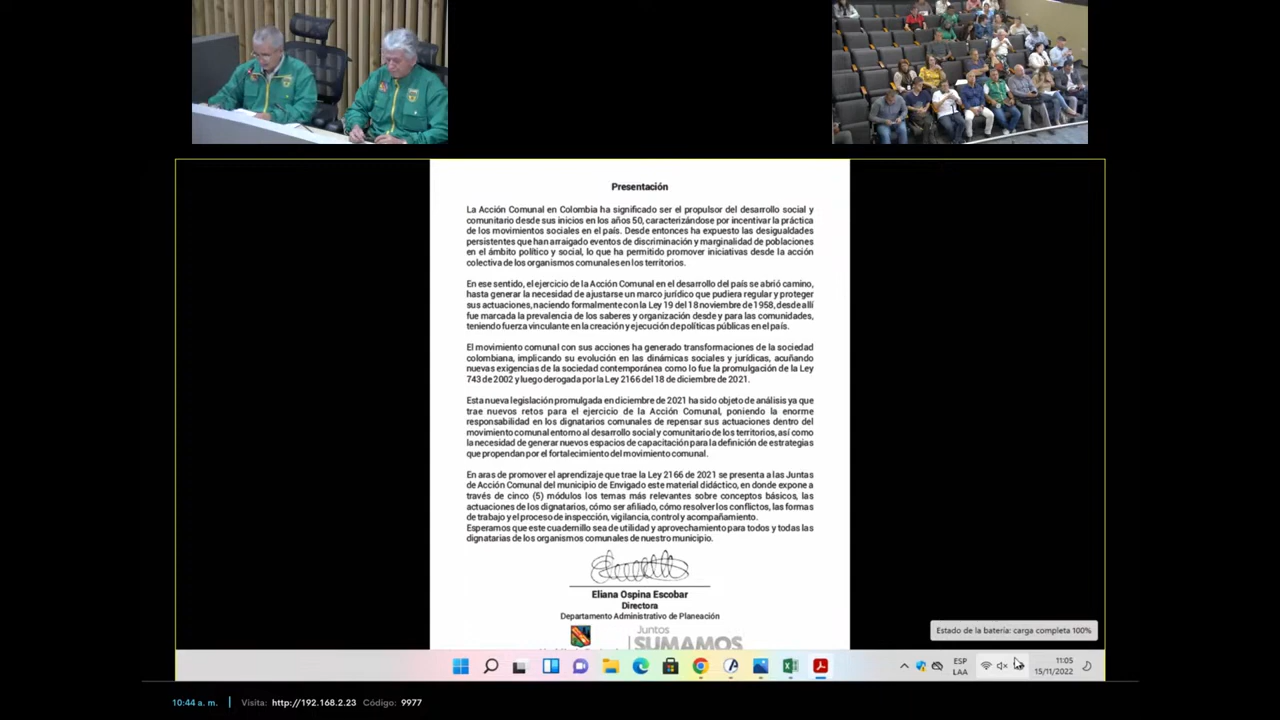 Presentación
La Acción Comunal en Colombia ha significado ser el propulsor del desarrollo social y
comunitario desde sus inicios en los años 50, caracterizándose por incentivar la práctica
de los movimientos sociales en el país. Desde entonces ha expuesto las desigualdades
persistentes que han arraigado eventos de discriminación y marginalidad de poblaciones
en el ámbito político y social, lo que ha permitido promover iniciativas desde la acción
colectiva de los organismos comunales en los territorios.
En ese sentido, el ejercicio de la Acción Comunal en el desarrollo del país se abrió camino,
hasta generar la necesidad de ajustarse un marco jurídico que pudiera regular y proteger
sus actuaciones, naciendo formalmente con la Ley 19 del 18 noviembre de 1958, desde allí
fue marcada la prevalencia de los saberes y organización desde y para las comunidades,
teniendo fuerza vinculante en la creación y ejecución de políticas públicas en el país.
El movimiento comunal con sus acciones ha generado transformaciones de la sociedad
colombiana, implicando su evolución en las dinámicas sociales y jurídicas, acuñando
nuevas exigencias de la sociedad contemporánea como lo fue la promulgación de la Ley
743 de 2002 y luego derogada por la Ley 2166 del 18 de diciembre de 2021.
Esta nueva legislación promulgada en diciembre de 2021 ha sido objeto de análisis ya que
trae nuevos retos para el ejercicio de la Acción Comunal, poniendo la enorme
responsabilidad en los dignatarios comunales de repensar sus actuaciones dentro del
movimiento comunal entorno al desarrollo social y comunitario de los territorios, así como
la necesidad de generar nuevos espacios de capacitación para la definición de estrategias
que propendan por el fortalecimiento del movimiento comunal.
En aras de promover el aprendizaje que trae la Ley 2166 de 2021 se presenta a las Juntas
de Acción Comunal del municipio de Envigado este material didáctico, en donde expone a
través de cinco (5) módulos los temas más relevantes sobre conceptos básicos, las
actuaciones de los dignatarios, cómo ser afiliado, cómo resolver los conflictos, las formas
de trabajo y el proceso de inspección, vigilancia, control y acompañamiento.
Esperamos que este cuadernillo sea de utilidad y aprovechamiento para todos y todas las
dignatarias de los organismos comunales de nuestro municipio.
Eliana Ospina Escobar
Directora
Departamento Administrativo de Planeación
Juntos
SUMAMOS
Estado de la batería: carga completa 100%
ESP
LAA
11:05
15/11/2022
10:44 a. m. | Visita: http://192.168.2.23 Código: 9977